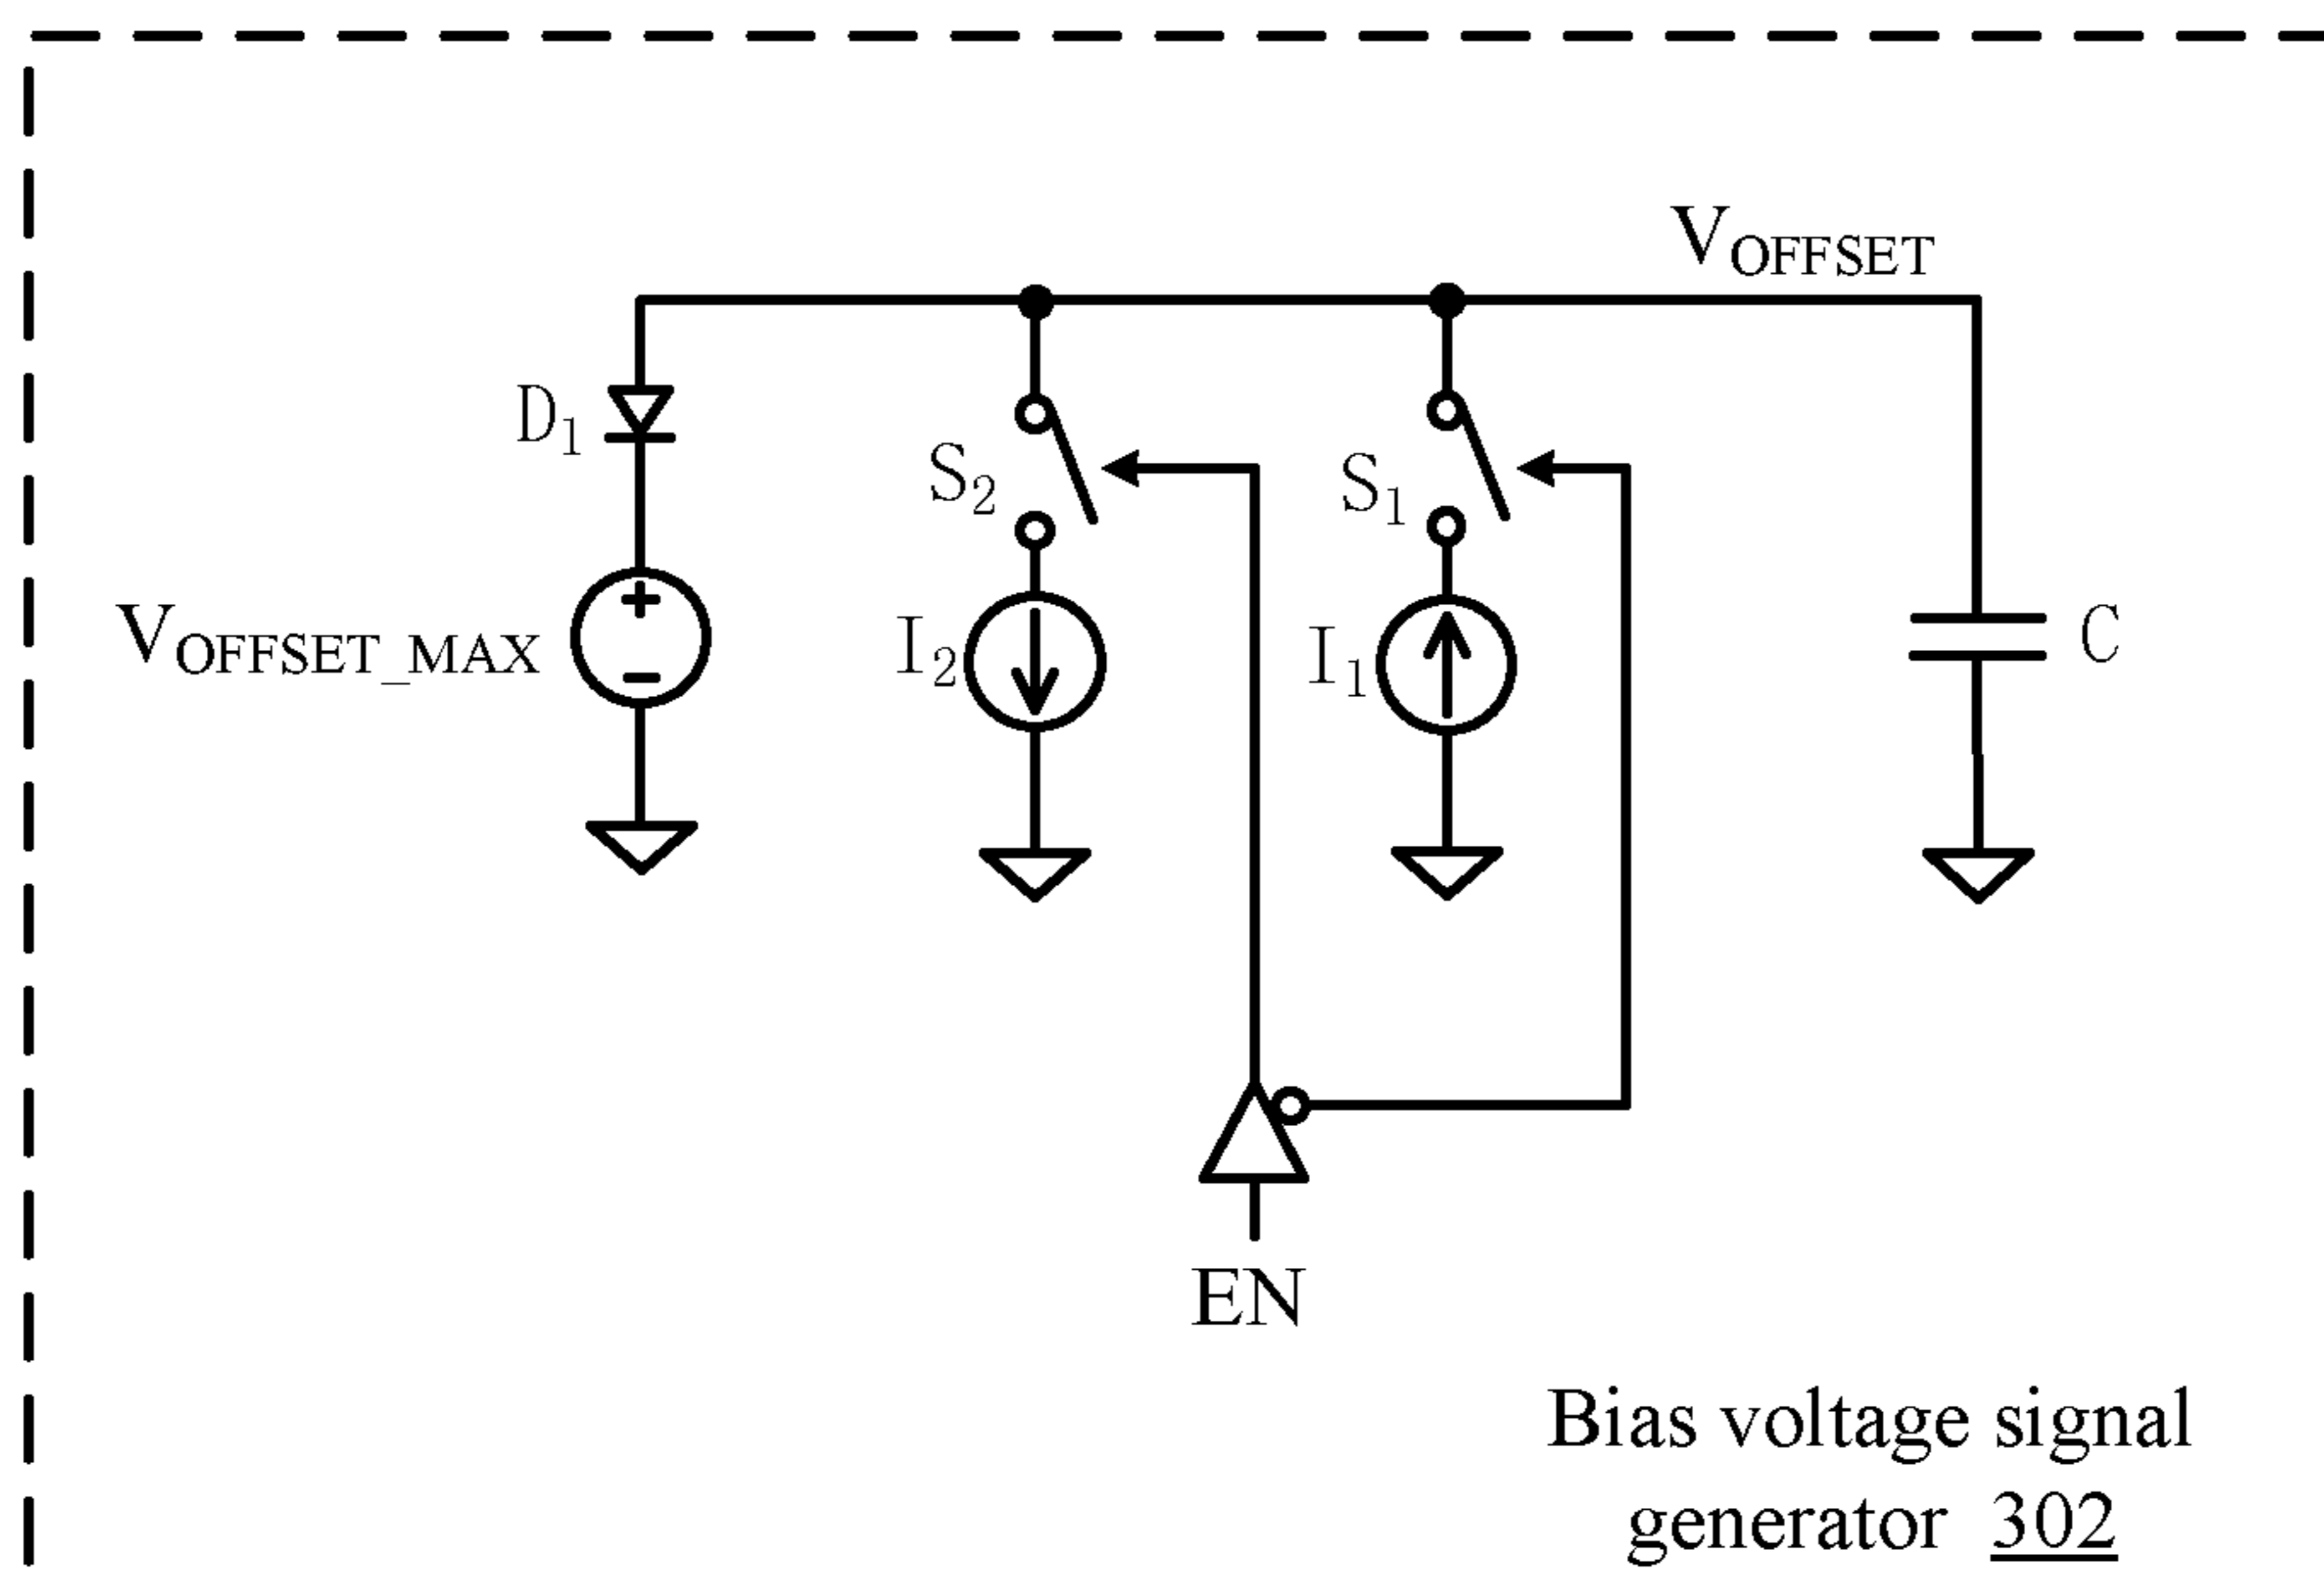 VOFFSET
D1
S2
S1
VOFFSET_MAX
+
−
I2
I1
C
EN
Bias voltage signal
generator 302